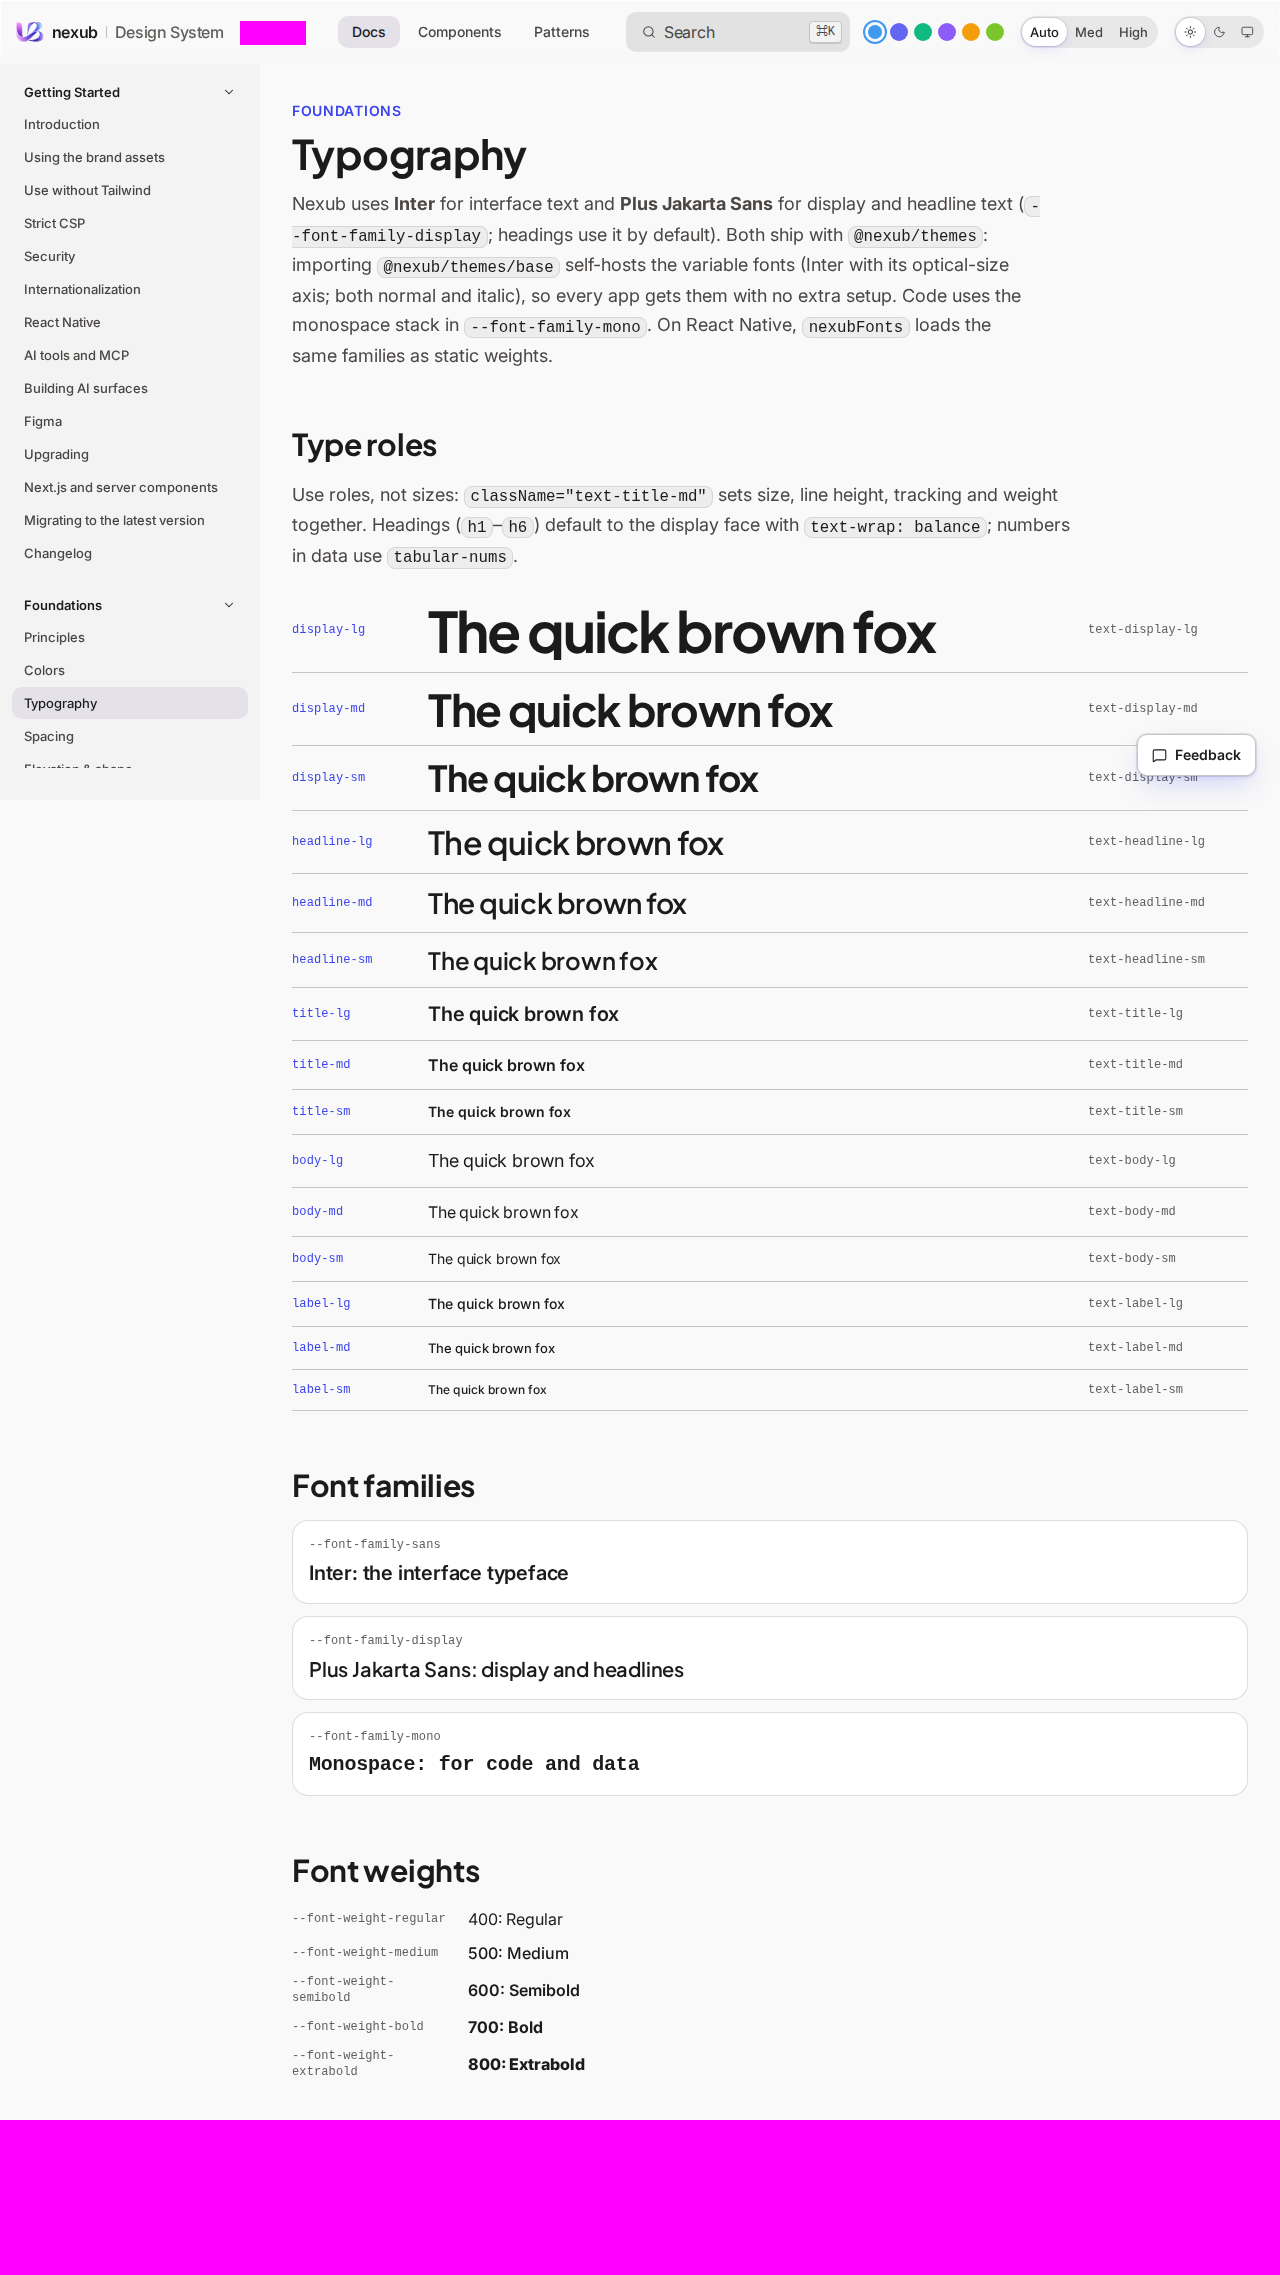 nexub Design System Docs Components Patterns Search ⌘K Auto Med High
Getting Started
Introduction
Using the brand assets
Use without Tailwind
Strict CSP
Security
Internationalization
React Native
AI tools and MCP
Building AI surfaces
Figma
Upgrading
Next.js and server components
Migrating to the latest version
Changelog
Foundations
Principles
Colors
Typography
Spacing
Elevation & shape
FOUNDATIONS
Typography
Nexub uses Inter for interface text and Plus Jakarta Sans for display and headline text (-
-font-family-display; headings use it by default). Both ship with @nexub/themes:
importing @nexub/themes/base self-hosts the variable fonts (Inter with its optical-size
axis; both normal and italic), so every app gets them with no extra setup. Code uses the
monospace stack in --font-family-mono. On React Native, nexubFonts loads the
same families as static weights.
Type roles
Use roles, not sizes: className="text-title-md" sets size, line height, tracking and weight
together. Headings (h1–h6) default to the display face with text-wrap: balance; numbers
in data use tabular-nums.
display-lg The quick brown fox text-display-lg
display-md The quick brown fox text-display-md
Feedback
display-sm The quick brown fox text-display-sm
headline-lg The quick brown fox text-headline-lg
headline-md The quick brown fox text-headline-md
headline-sm The quick brown fox text-headline-sm
title-lg The quick brown fox text-title-lg
title-md The quick brown fox text-title-md
title-sm The quick brown fox text-title-sm
body-lg The quick brown fox text-body-lg
body-md The quick brown fox text-body-md
body-sm The quick brown fox text-body-sm
label-lg The quick brown fox text-label-lg
label-md The quick brown fox text-label-md
label-sm The quick brown fox text-label-sm
Font families
--font-family-sans
Inter: the interface typeface
--font-family-display
Plus Jakarta Sans: display and headlines
--font-family-mono
Monospace: for code and data
Font weights
--font-weight-regular 400: Regular
--font-weight-medium 500: Medium
--font-weight-
semibold 600: Semibold
--font-weight-bold 700: Bold
--font-weight-
extrabold 800: Extrabold